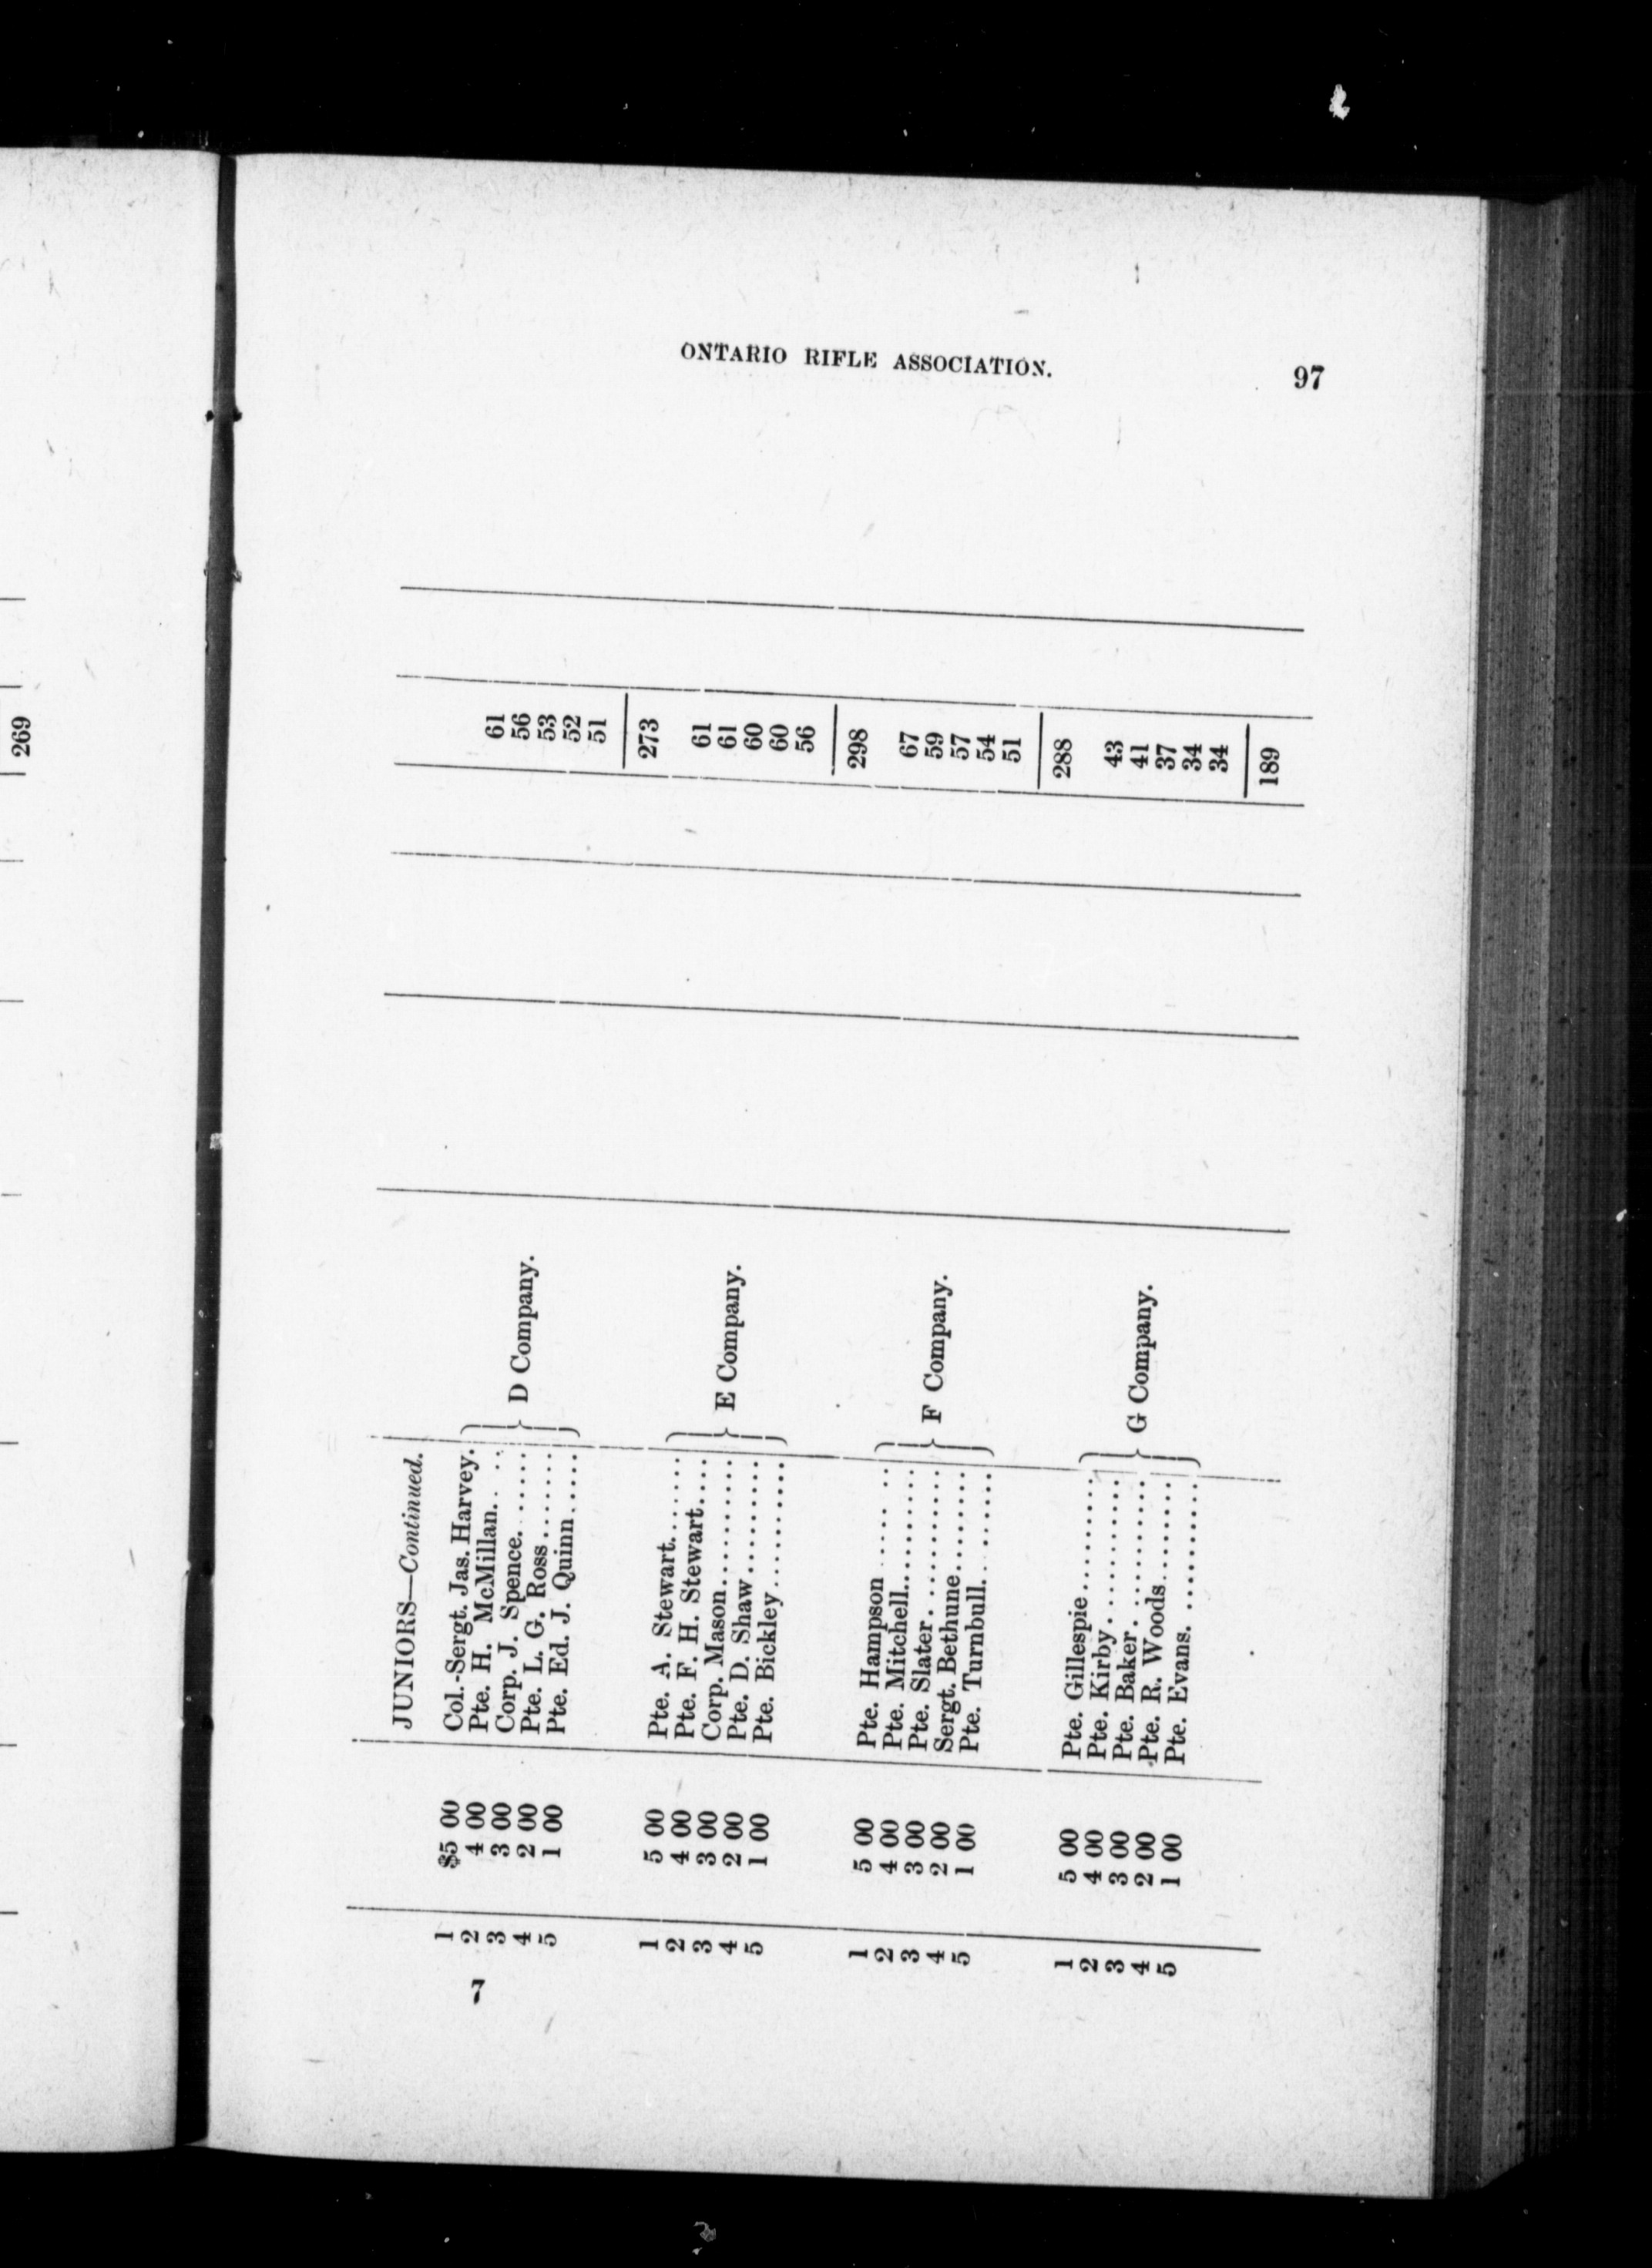 ONTARIO RIFLE ASSOCIATION. 97
JUNIORS—Continued.
1 $5 00 Col.-Sergt. Jas. Harvey. 61
2 4 00 Pte. H. McMillan.. .. 56
3 3 00 Corp. J. Spence....... D Company. 53
4 2 00 Pte. L. G. Ross....... 52
5 1 00 Pte. Ed. J. Quinn..... 51
273
1 5 00 Pte. A. Stewart....... 61
2 4 00 Pte. F. H. Stewart.... 61
3 3 00 Corp. Mason.......... E Company. 60
4 2 00 Pte. D. Shaw......... 60
5 1 00 Pte. Bickley.......... 56
298
1 5 00 Pte. Hampson ..... .. 67
2 4 00 Pte. Mitchell.......... 59
3 3 00 Pte. Slater........... F Company. 57
4 2 00 Sergt. Bethune........ 54
5 1 00 Pte. Turnbull......... 51
288
1 5 00 Pte. Gillespie......... 43
2 4 00 Pte. Kirby........... 41
3 3 00 Pte. Baker........... G Company. 37
4 2 00 Pte. R. Woods........ 34
5 1 00 Pte. Evans. .......... 34
189
7
269